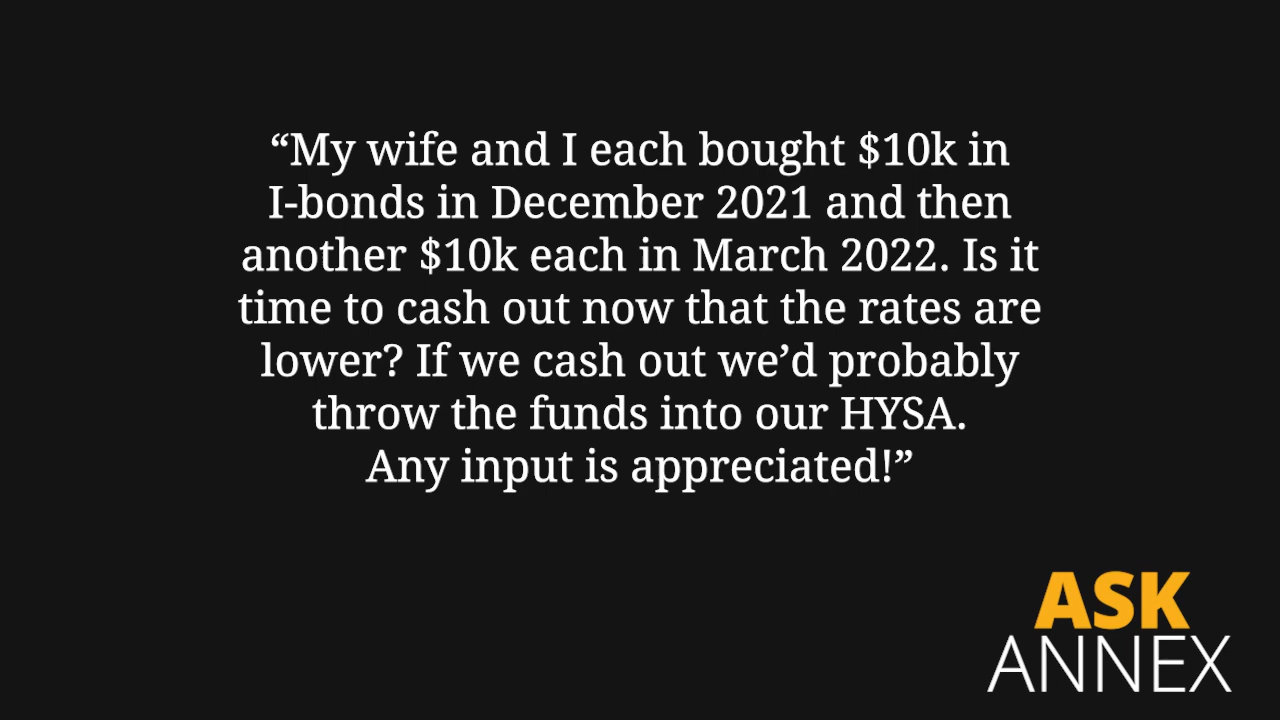 “My wife and I each bought $10k in
I-bonds in December 2021 and then
another $10k each in March 2022. Is it
time to cash out now that the rates are
lower? If we cash out we’d probably
throw the funds into our HYSA.
Any input is appreciated!”
ASK
ANNEX